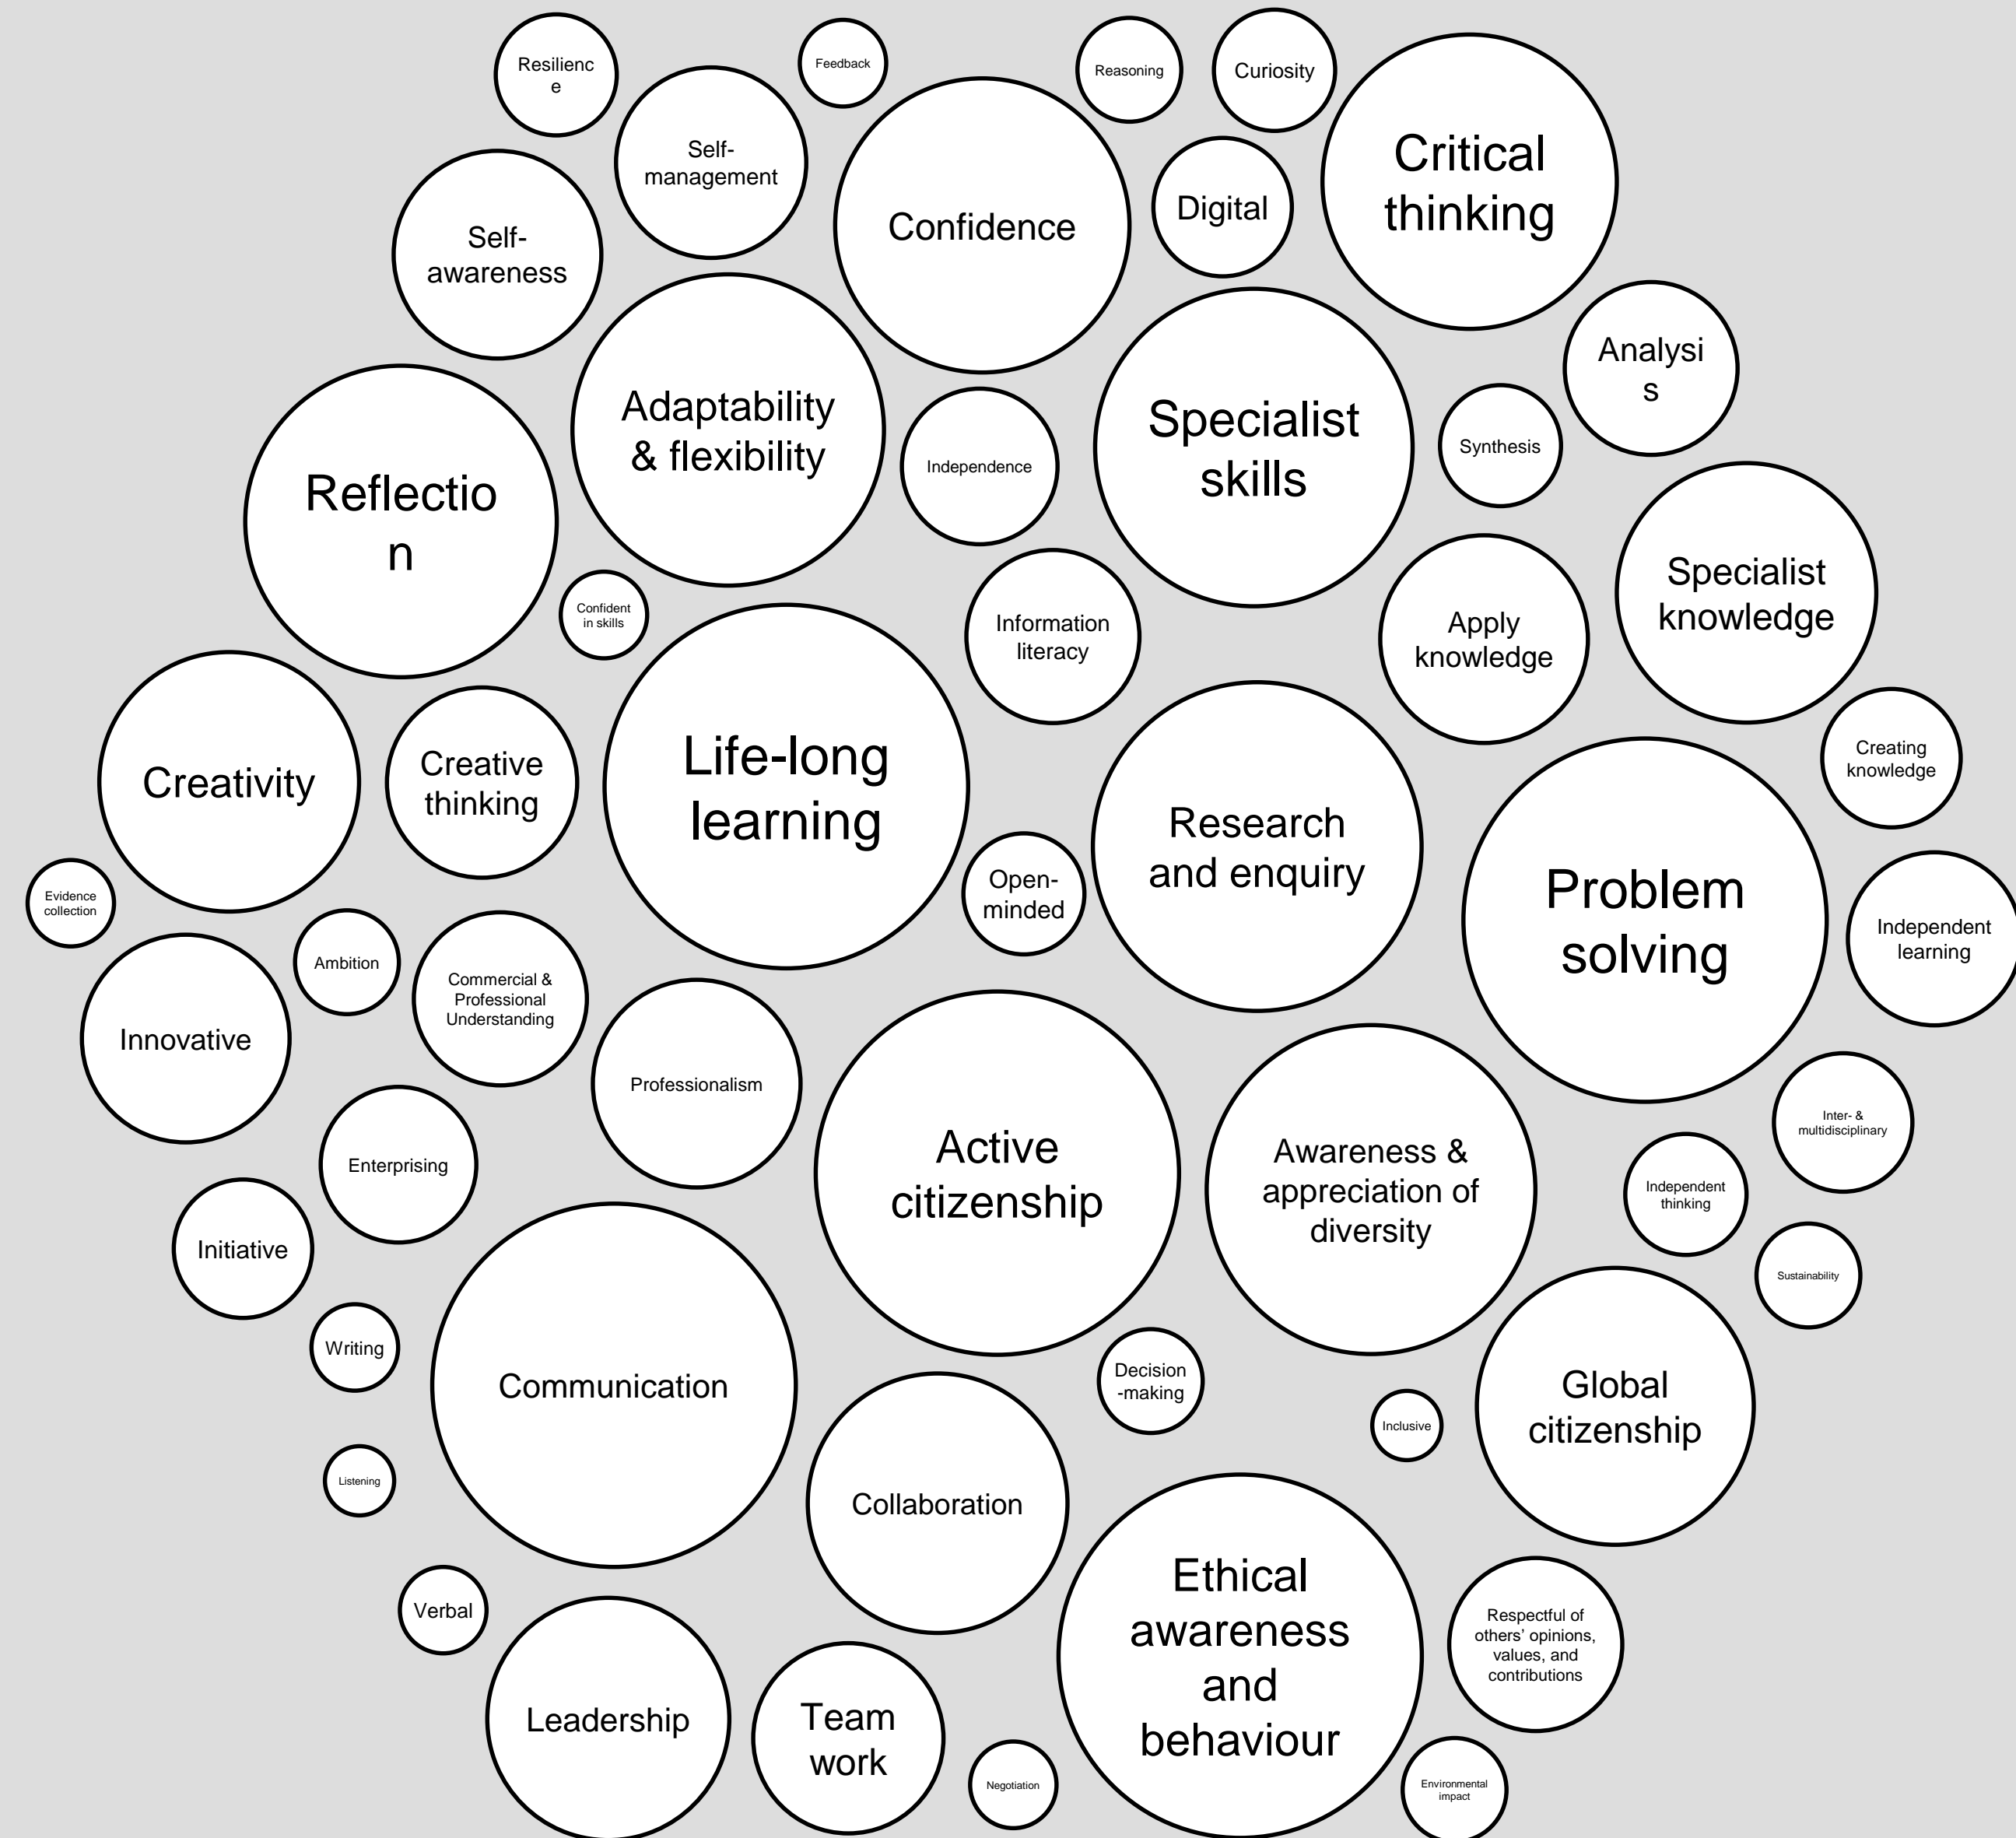 Resilienc
e
Feedback
Reasoning
Curiosity
Self-
management
Critical
thinking
Confidence
Digital
Self-
awareness
Analysi
s
Adaptability
& flexibility
Specialist
skills
Synthesis
Independence
Reflectio
n
Specialist
knowledge
Confident
in skills
Information
literacy
Apply
knowledge
Creativity
Creative
thinking
Life-long
learning
Creating
knowledge
Research
and enquiry
Open-
minded
Problem
solving
Evidence
collection
Ambition
Independent
learning
Commercial &
Professional
Understanding
Innovative
Professionalism
Enterprising
Active
citizenship
Awareness &
appreciation of
diversity
Inter- &
multidisciplinary
Independent
thinking
Initiative
Sustainability
Writing
Communication
Decision
-making
Global
citizenship
Inclusive
Listening
Collaboration
Verbal
Ethical
awareness
and
behaviour
Respectful of
others’ opinions,
values, and
contributions
Leadership
Team
work
Negotiation
Environmental
impact